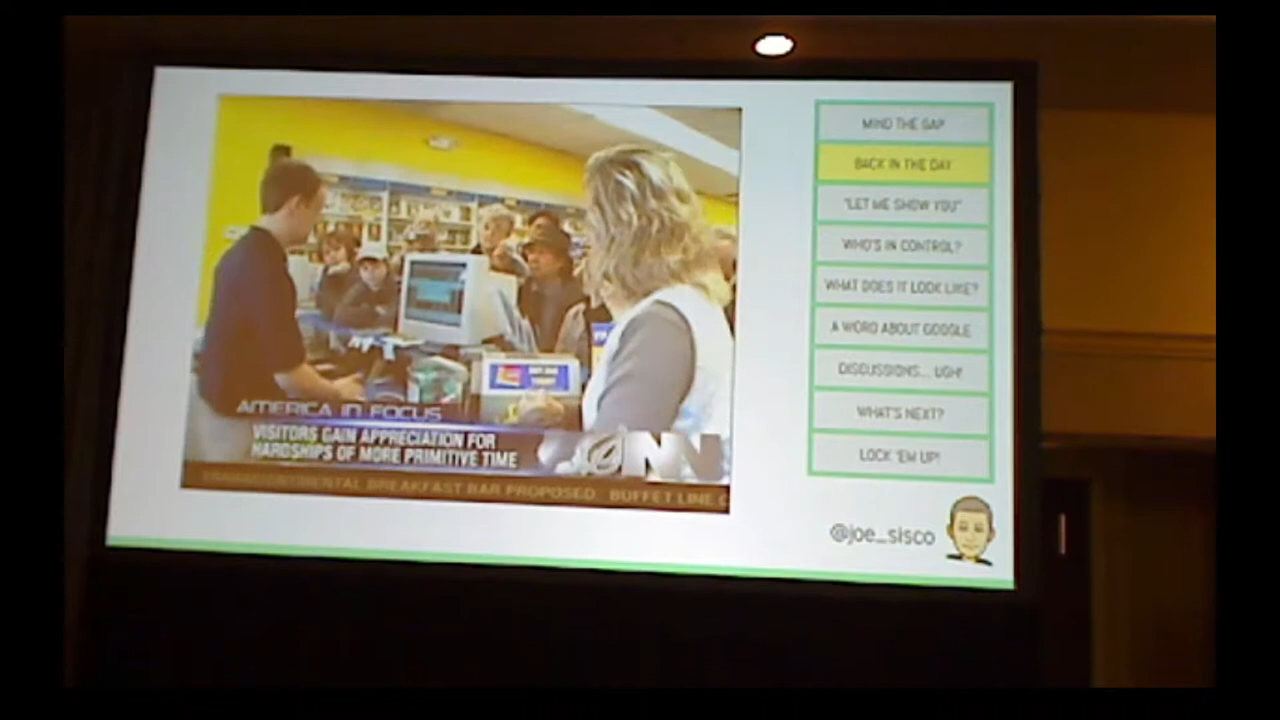 AMERICA IN FOCUS
VISITORS GAIN APPRECIATION FOR
HARDSHIPS OF MORE PRIMITIVE TIME
BREAKFAST BAR PROPOSED BUFFET LINE
ONN
MIND THE GAP
BACK IN THE DAY
"LET ME SHOW YOU"
WHO'S IN CONTROL?
WHAT DOES IT LOOK LIKE?
A WORD ABOUT GOOGLE
DISCUSSIONS... UGH!
WHAT'S NEXT?
LOCK 'EM UP!
@joe_sisco